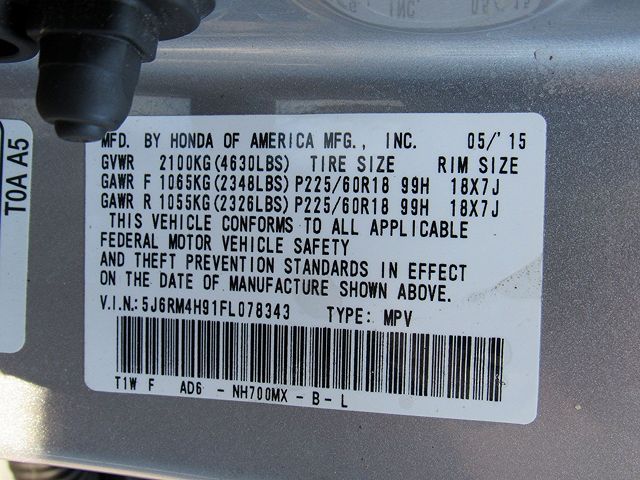 INC. 05 15
T0A A5
MFD. BY HONDA OF AMERICA MFG., INC. 05/'15
GVWR 2100KG(4630LBS) TIRE SIZE RIM SIZE
GAWR F 1065KG(2348LBS) P225/60R18 99H 18X7J
GAWR R 1055KG(2326LBS) P225/60R18 99H 18X7J
THIS VEHICLE CONFORMS TO ALL APPLICABLE
FEDERAL MOTOR VEHICLE SAFETY
AND THEFT PREVENTION STANDARDS IN EFFECT
ON THE DATE OF MANUFACTURE SHOWN ABOVE.
V.I.N.:5J6RM4H91FL078343 TYPE: MPV
T1W F AD6 - NH700MX - B - L